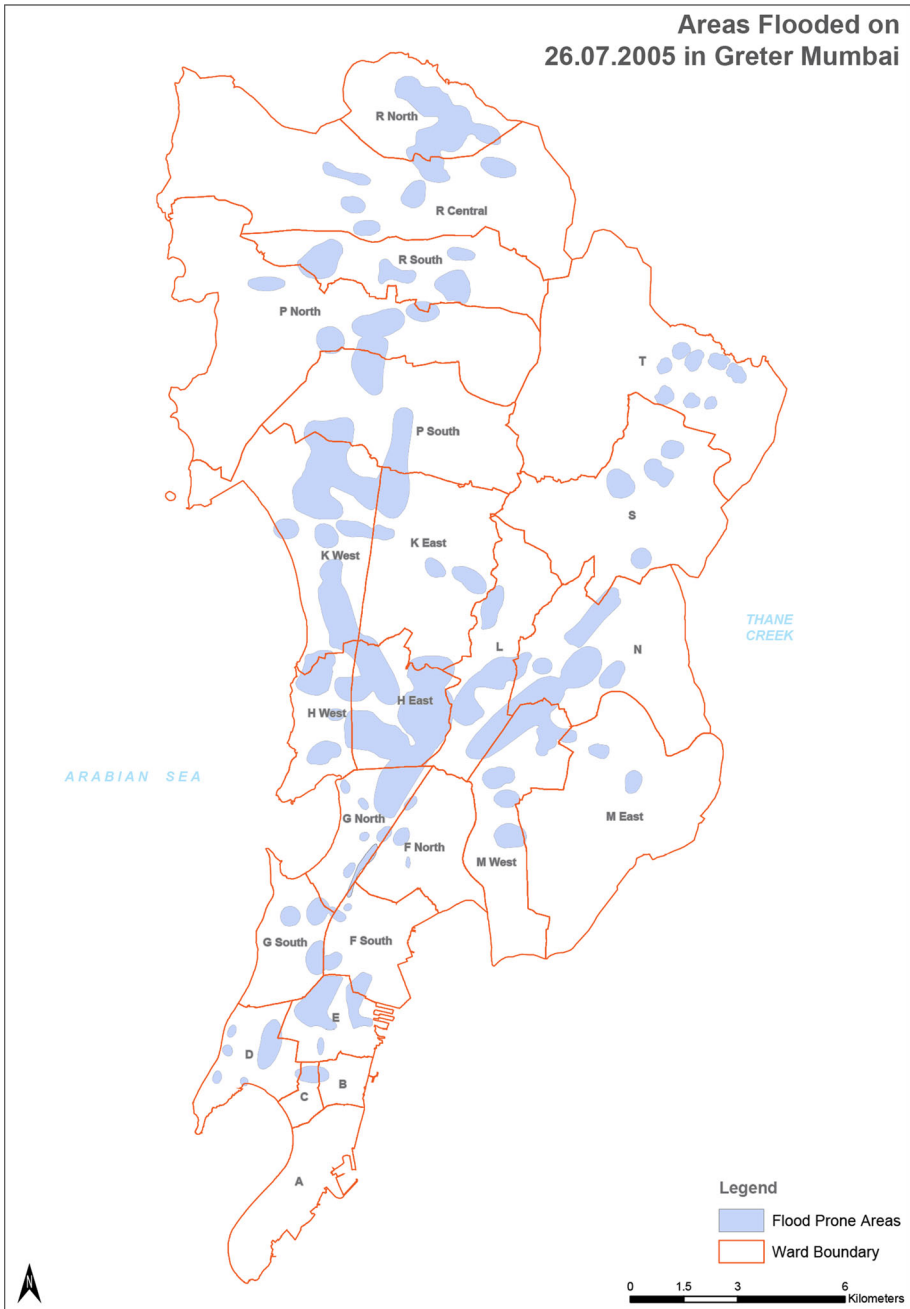 Areas Flooded on
26.07.2005 in Greter Mumbai
R North
R Central
R South
P North
T
P South
S
K East
K West
THANE
CREEK
L
N
H East
H West
ARABIAN SEA
G North
M East
F North
M West
G South
F South
E
D
B
C
A
Legend
Flood Prone Areas
Ward Boundary
N
0 1.5 3 6
Kilometers